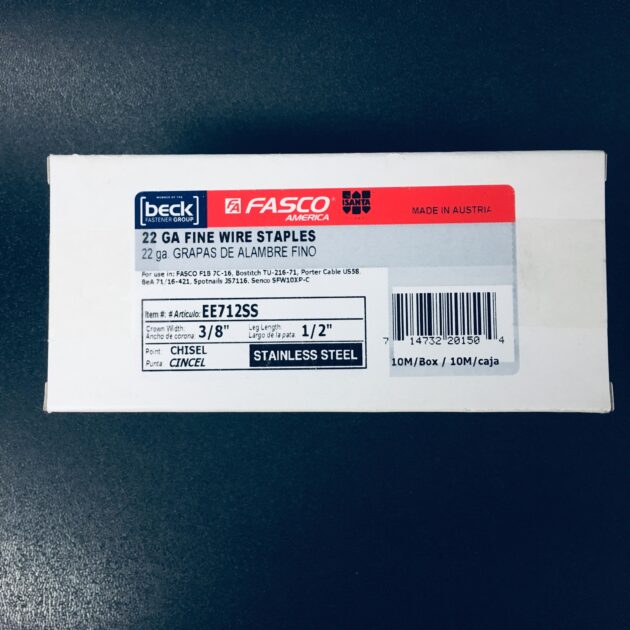 MEMBER OF THE
beck
FASTENER GROUP
FA FASCO®
AMERICA
ISANTA
MADE IN AUSTRIA
22 GA FINE WIRE STAPLES
22 ga. GRAPAS DE ALAMBRE FINO
For use in: FASCO F1B 7C-16, Bostitch TU-216-71, Porter Cable US58,
BeA 71/16-421, Spotnails JS7116, Senco SFW10XP-C
Item #: # Articulo: EE712SS
Crown Width: 3/8" Leg Length: 1/2"
Ancho de corona: Largo de la pata:
Point: CHISEL
Punta CINCEL
STAINLESS STEEL
7 14732 20150 4
10M/Box / 10M/caja